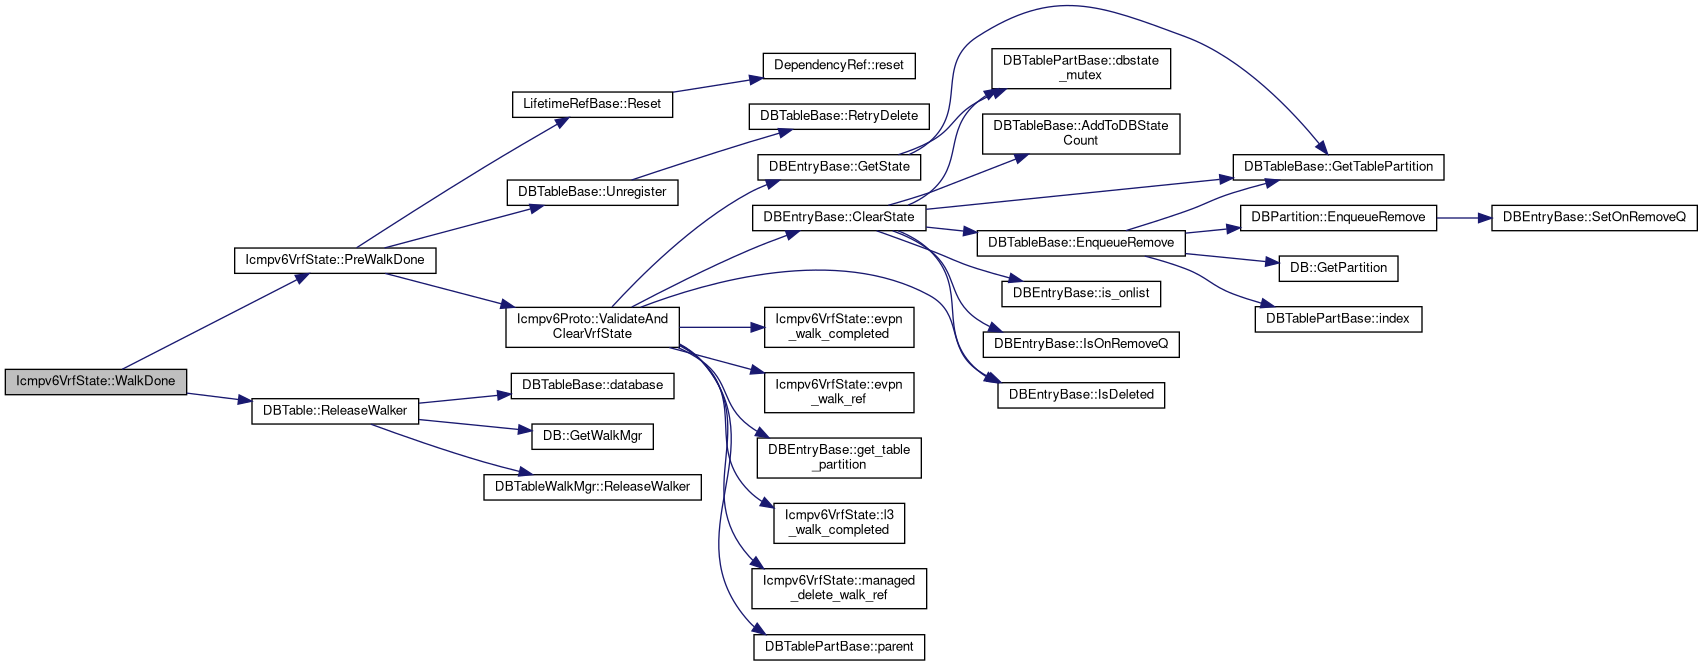 Icmpv6VrfState::WalkDone
Icmpv6VrfState::PreWalkDone
DBTable::ReleaseWalker
LifetimeRefBase::Reset
DBTableBase::Unregister
Icmpv6Proto::ValidateAnd
ClearVrfState
DBTableBase::database
DB::GetWalkMgr
DBTableWalkMgr::ReleaseWalker
DependencyRef::reset
DBTableBase::RetryDelete
DBEntryBase::GetState
DBEntryBase::ClearState
Icmpv6VrfState::evpn
_walk_completed
Icmpv6VrfState::evpn
_walk_ref
DBEntryBase::get_table
_partition
Icmpv6VrfState::l3
_walk_completed
Icmpv6VrfState::managed
_delete_walk_ref
DBTablePartBase::parent
DBTablePartBase::dbstate
_mutex
DBTableBase::AddToDBState
Count
DBTableBase::EnqueueRemove
DBEntryBase::is_onlist
DBEntryBase::IsOnRemoveQ
DBEntryBase::IsDeleted
DBTableBase::GetTablePartition
DBPartition::EnqueueRemove
DB::GetPartition
DBTablePartBase::index
DBEntryBase::SetOnRemoveQ